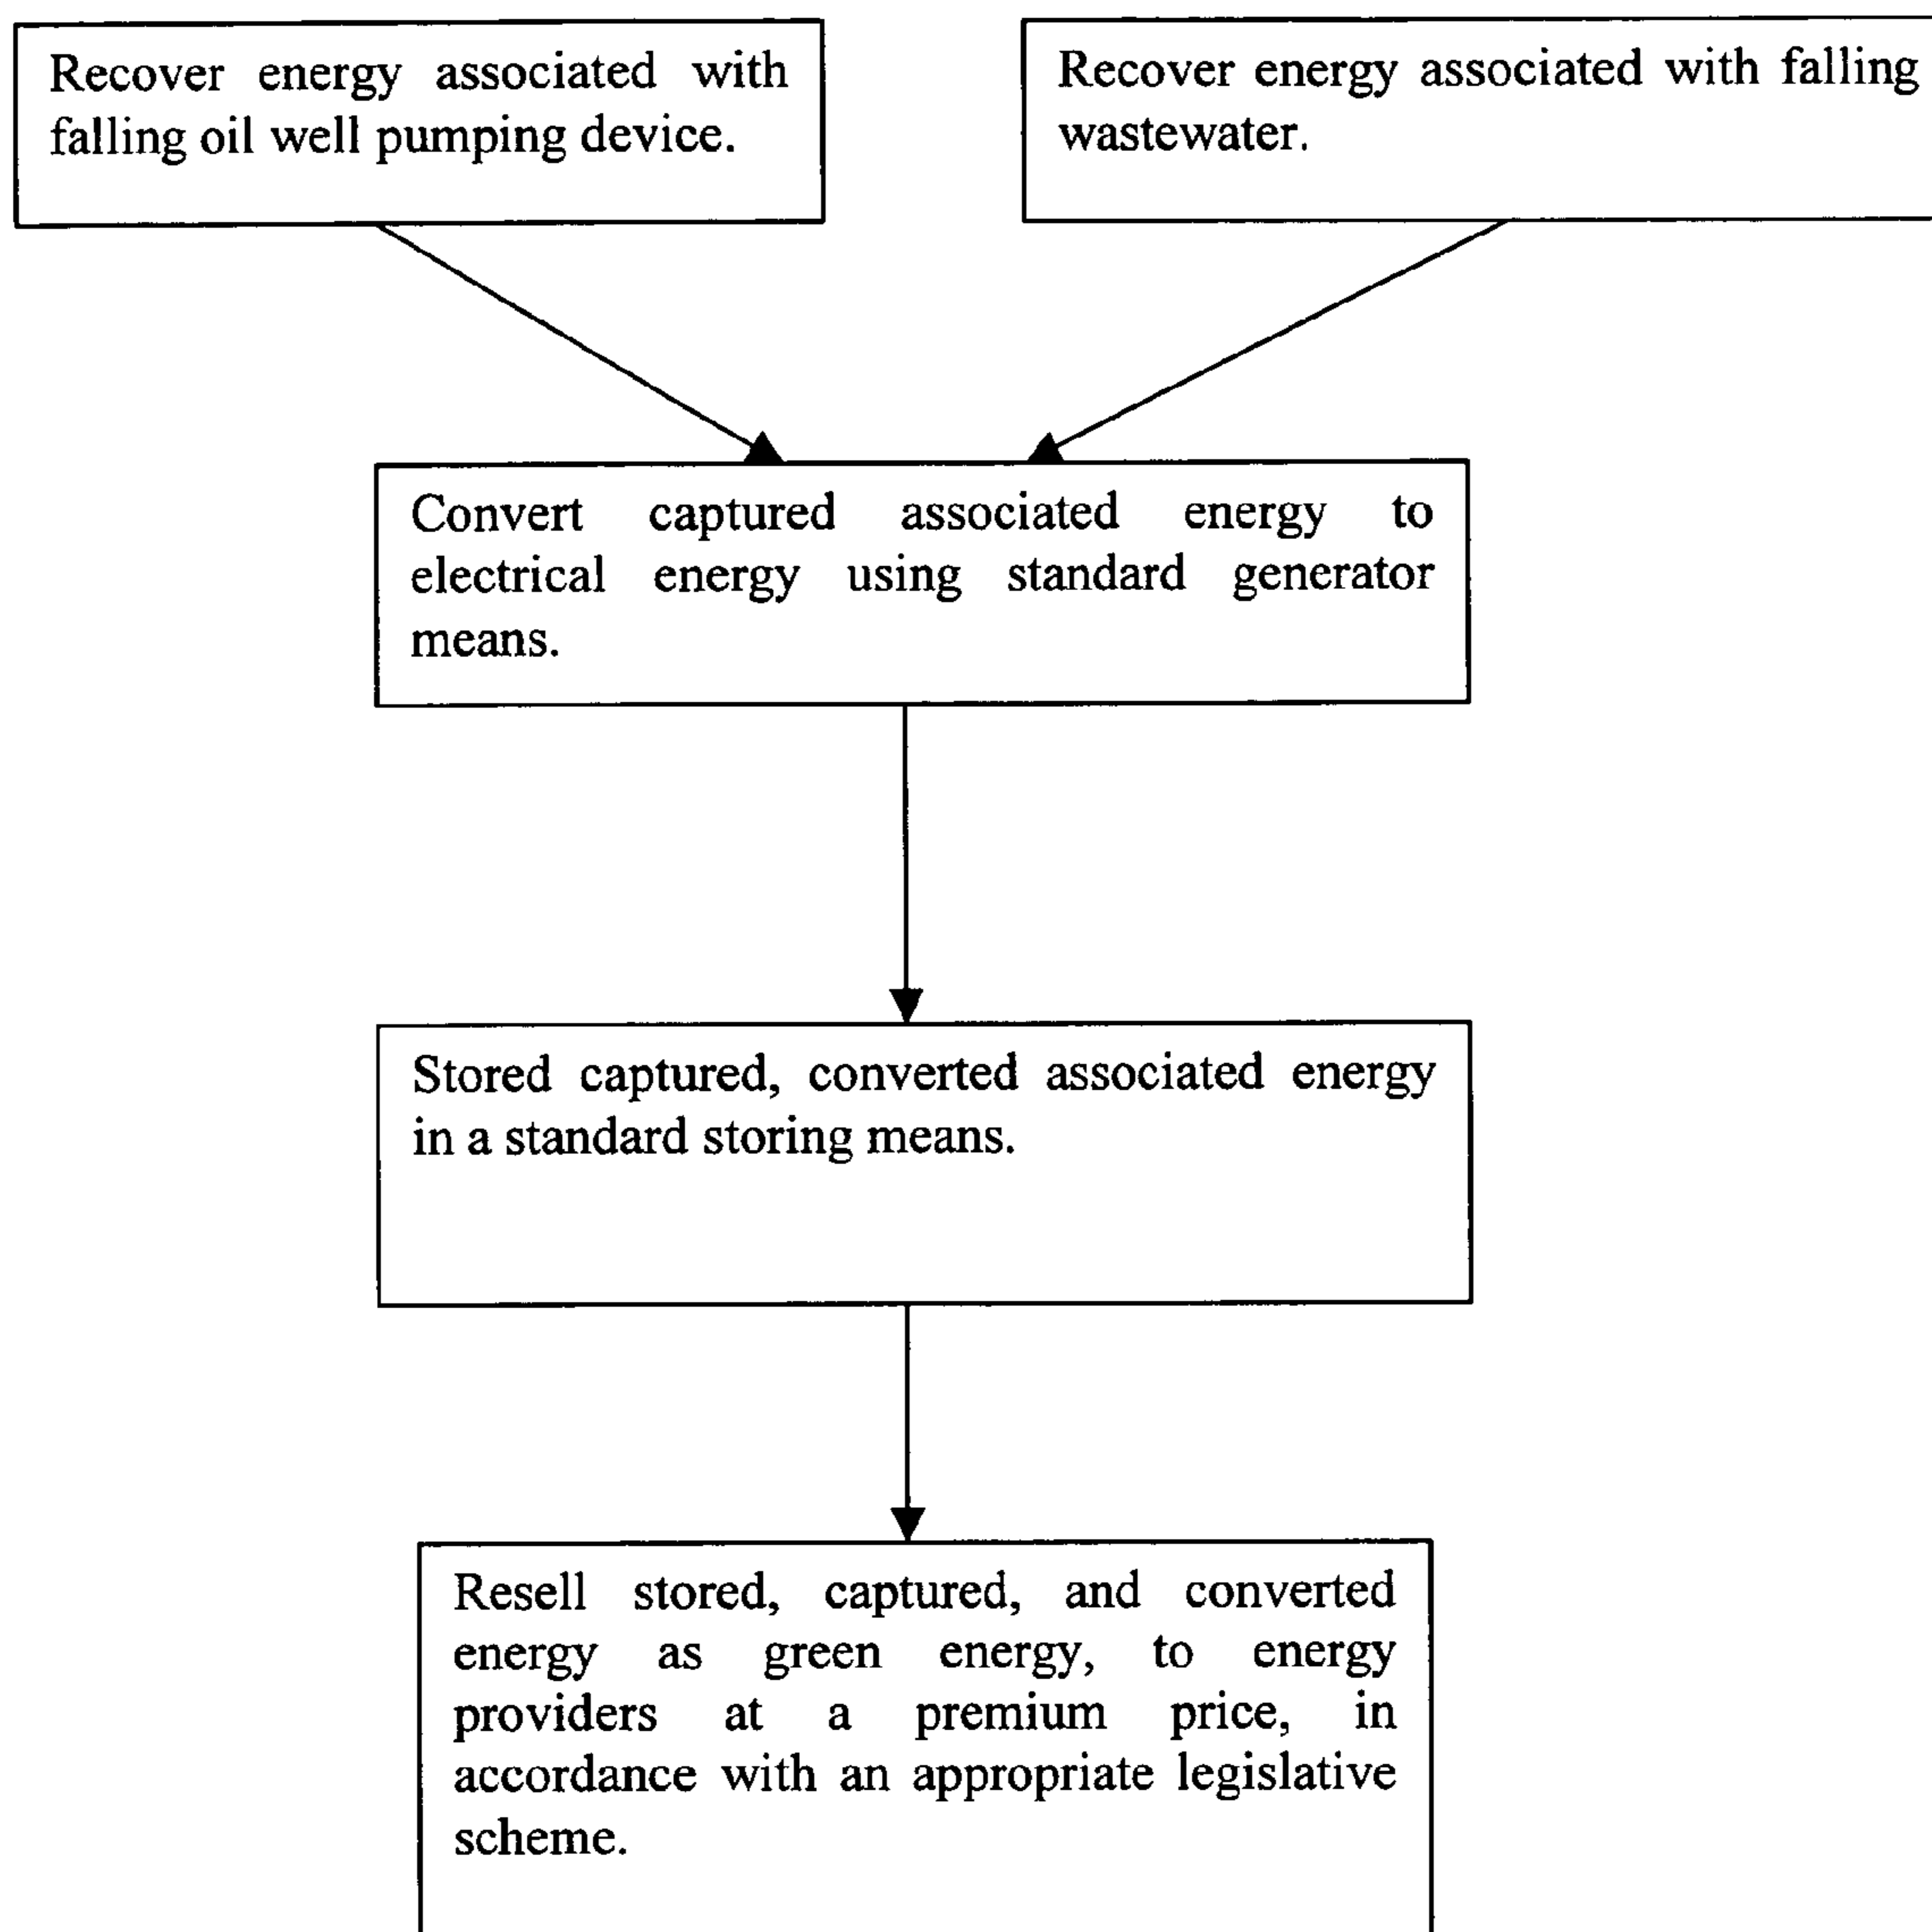 Recover energy associated with
falling oil well pumping device.
Recover energy associated with falling
wastewater.
Convert captured associated energy to
electrical energy using standard generator
means.
Stored captured, converted associated energy
in a standard storing means.
Resell stored, captured, and converted
energy as green energy, to energy
providers at a premium price, in
accordance with an appropriate legislative
scheme.